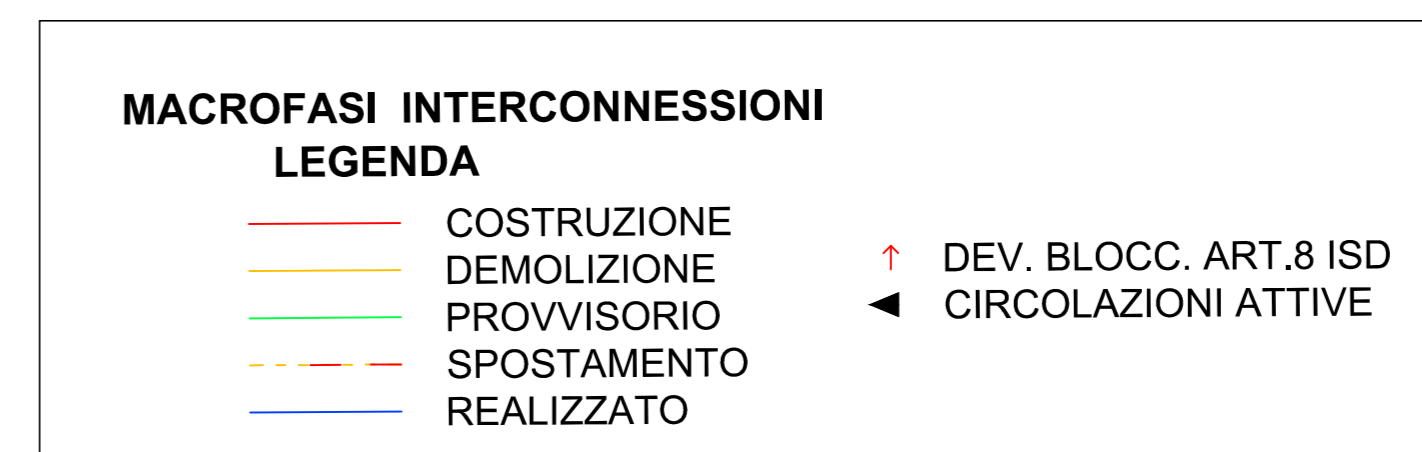 MACROFASI INTERCONNESSIONI
LEGENDA
COSTRUZIONE
DEMOLIZIONE
PROVVISORIO
SPOSTAMENTO
REALIZZATO
↑ DEV. BLOCC. ART.8 ISD
◄ CIRCOLAZIONI ATTIVE